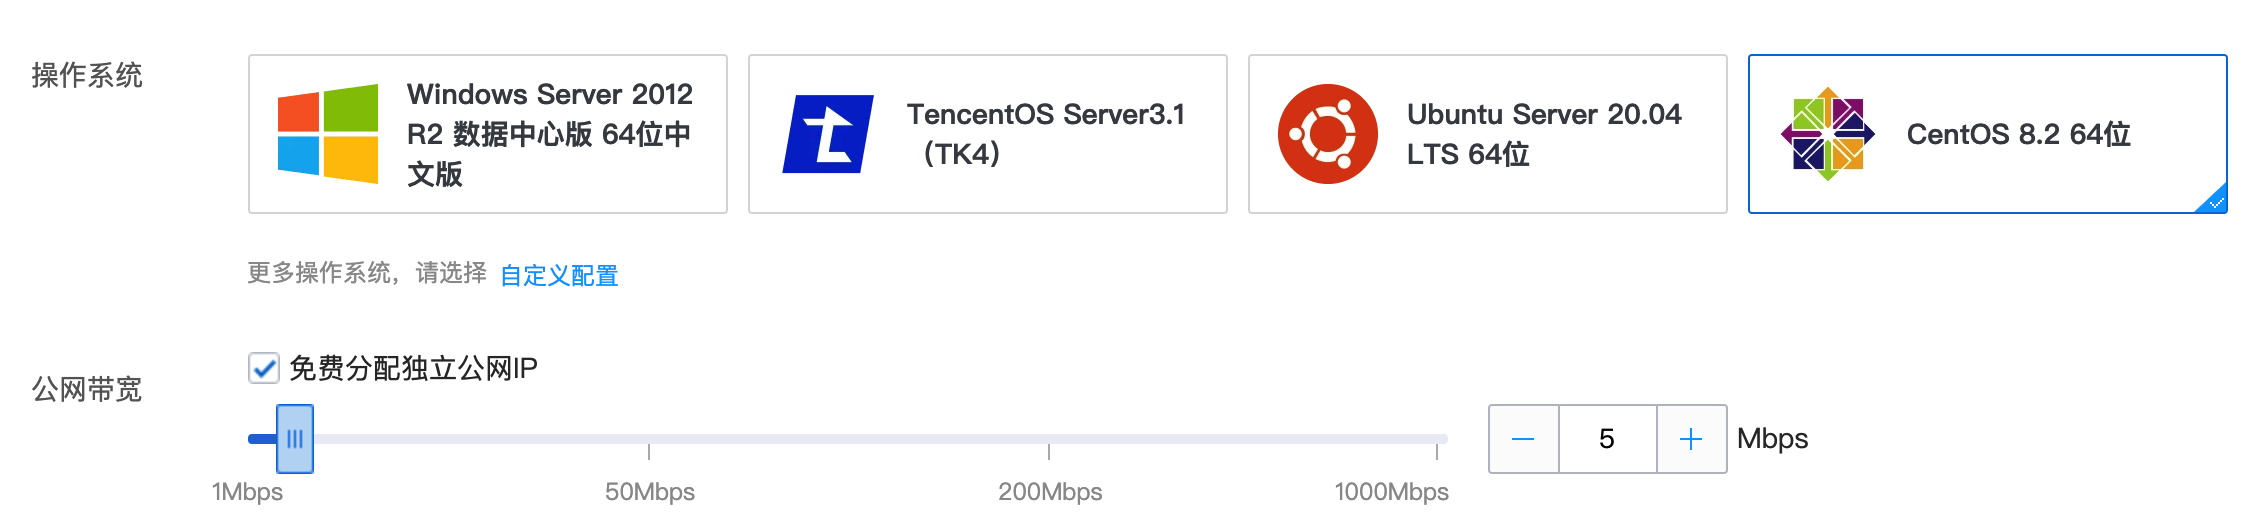 操作系统
Windows Server 2012
R2 数据中心版 64位中
文版
TencentOS Server3.1
（TK4）
Ubuntu Server 20.04
LTS 64位
CentOS 8.2 64位
更多操作系统，请选择 自定义配置
公网带宽
免费分配独立公网IP
5 Mbps
1Mbps 50Mbps 200Mbps 1000Mbps